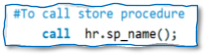 #To call store procedure
call hr.sp_name();